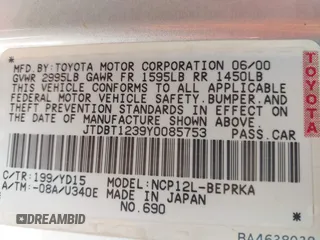 MFD.BY:TOYOTA MOTOR CORPORATION 06/00
GVWR 2995LB GAWR FR 1595LB RR 1450LB
THIS VEHICLE CONFORMS TO ALL APPLICABLE
FEDERAL MOTOR VEHICLE SAFETY,BUMPER,AND
THEFT PREVENTION STANDARDS IN EFFECT ON
THE DATE OF MANUFACTURE SHOWN ABOVE.
JTDBT1239Y0085753 PASS.CAR
C/TR:199/YD15 MODEL:NCP12L-BEPRKA
A/TM:-08A/U340E MADE IN JAPAN
NO.690
TOYOTA
DREAMBID